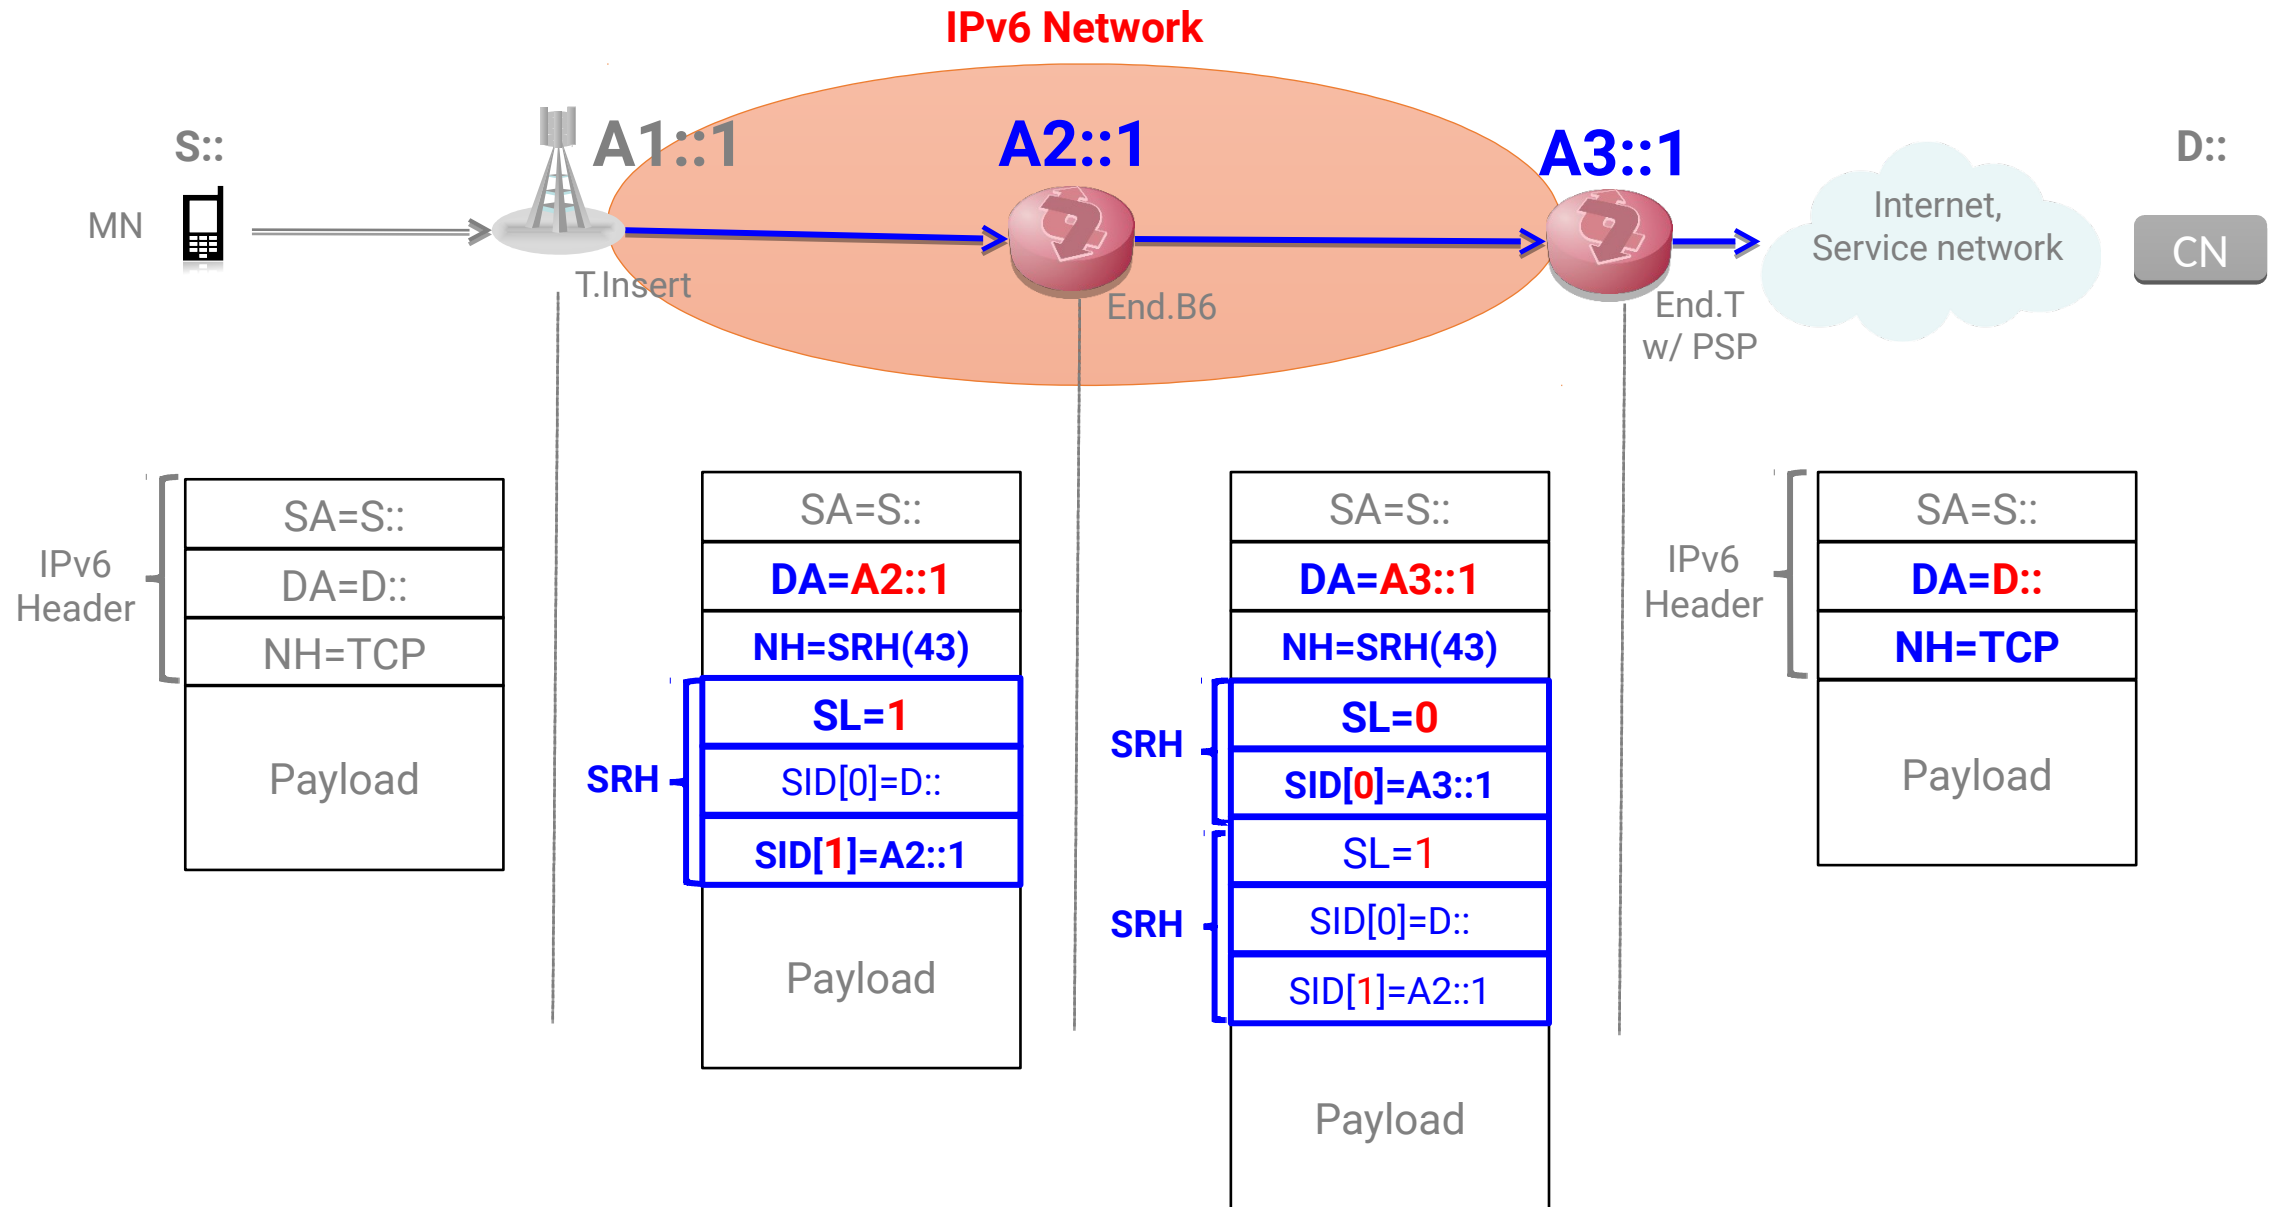 IPv6 Network
S::
A1::1
A2::1
A3::1
D::
MN
T.Insert
End.B6
End.T
w/ PSP
Internet,
Service network
CN
IPv6
Header
SA=S::
DA=D::
NH=TCP
Payload
SRH
SA=S::
DA=A2::1
NH=SRH(43)
SL=1
SID[0]=D::
SID[1]=A2::1
Payload
SRH
SRH
SA=S::
DA=A3::1
NH=SRH(43)
SL=0
SID[0]=A3::1
SL=1
SID[0]=D::
SID[1]=A2::1
Payload
IPv6
Header
SA=S::
DA=D::
NH=TCP
Payload